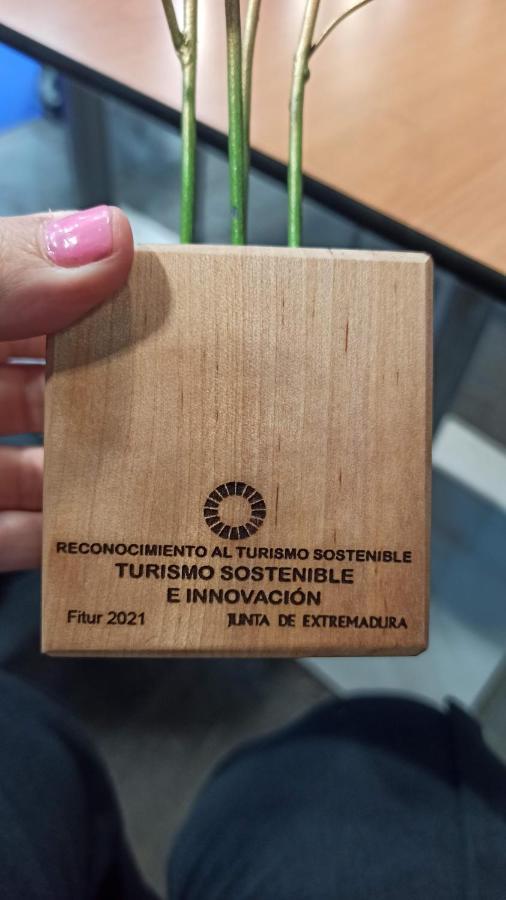 RECONOCIMIENTO AL TURISMO SOSTENIBLE
TURISMO SOSTENIBLE
E INNOVACIÓN
Fitur 2021 JUNTA DE EXTREMADURA